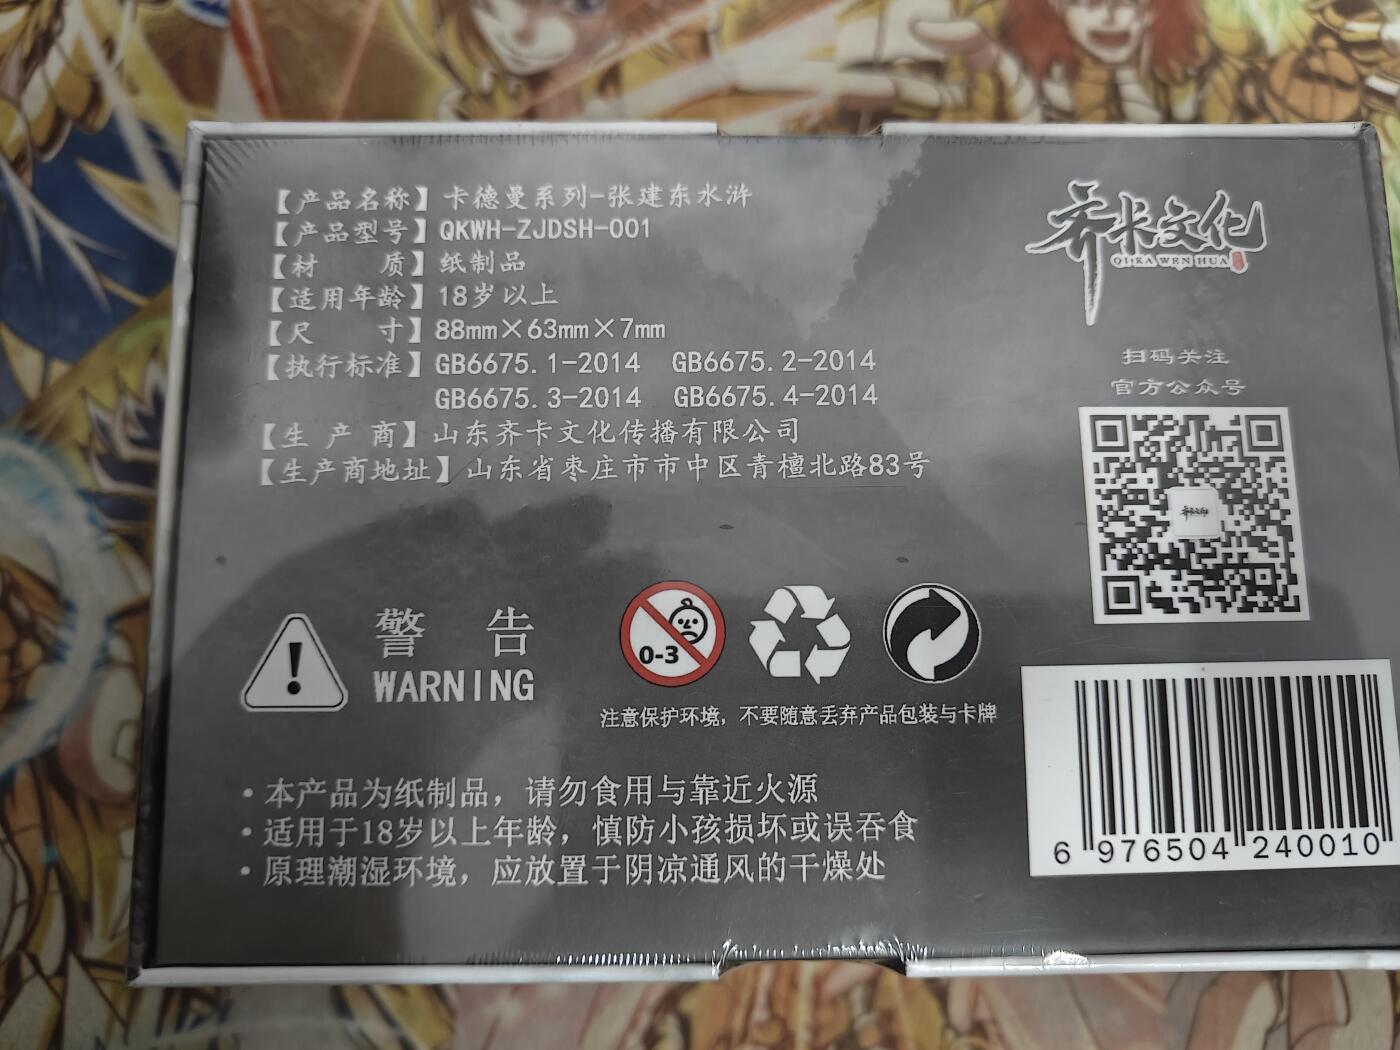 【产品名称】卡德曼系列-张建东水浒
【产品型号】QKWH-ZJDSH-001
【材 质】纸制品
【适用年龄】18岁以上
【尺 寸】88mm×63mm×7mm
【执行标准】GB6675.1-2014 GB6675.2-2014
GB6675.3-2014 GB6675.4-2014
【生 产 商】山东齐卡文化传播有限公司
【生产商地址】山东省枣庄市市中区青檀北路83号
齐卡文化
QI KA WEN HUA
扫码关注
官方公众号
警 告
WARNING
0-3
注意保护环境，不要随意丢弃产品包装与卡牌
·本产品为纸制品，请勿食用与靠近火源
·适用于18岁以上年龄，慎防小孩损坏或误吞食
·原理潮湿环境，应放置于阴凉通风的干燥处
6 976504 240010